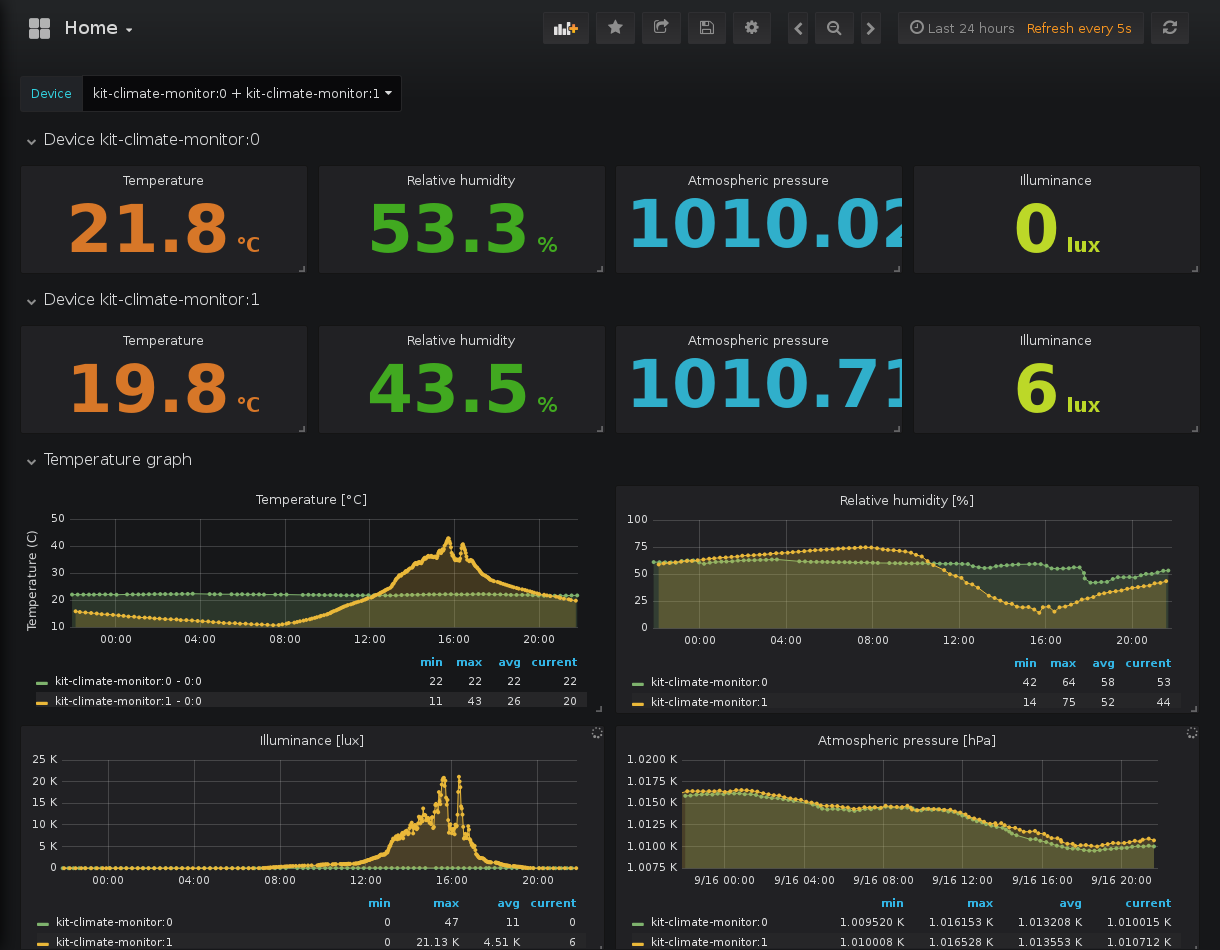 Home
Last 24 hours Refresh every 5s
Device kit-climate-monitor:0 + kit-climate-monitor:1
Device kit-climate-monitor:0
Temperature Relative humidity Atmospheric pressure Illuminance
21.8 °C 53.3 % 1010.02 0 lux
Device kit-climate-monitor:1
Temperature Relative humidity Atmospheric pressure Illuminance
19.8 °C 43.5 % 1010.71 6 lux
Temperature graph
Temperature [°C]
Temperature (C)
50
40
30
20
10
00:00 04:00 08:00 12:00 16:00 20:00
min max avg current
kit-climate-monitor:0 - 0:0 22 22 22 22
kit-climate-monitor:1 - 0:0 11 43 26 20
Relative humidity [%]
100
75
50
25
0
00:00 04:00 08:00 12:00 16:00 20:00
min max avg current
kit-climate-monitor:0 42 64 58 53
kit-climate-monitor:1 14 75 52 44
Illuminance [lux]
25 K
20 K
15 K
10 K
5 K
0
00:00 04:00 08:00 12:00 16:00 20:00
min max avg current
kit-climate-monitor:0 0 47 11 0
kit-climate-monitor:1 0 21.13 K 4.51 K 6
Atmospheric pressure [hPa]
1.0200 K
1.0175 K
1.0150 K
1.0125 K
1.0100 K
1.0075 K
9/16 00:00 9/16 04:00 9/16 08:00 9/16 12:00 9/16 16:00 9/16 20:00
min max avg current
kit-climate-monitor:0 1.009520 K 1.016153 K 1.013208 K 1.010015 K
kit-climate-monitor:1 1.010008 K 1.016528 K 1.013553 K 1.010712 K